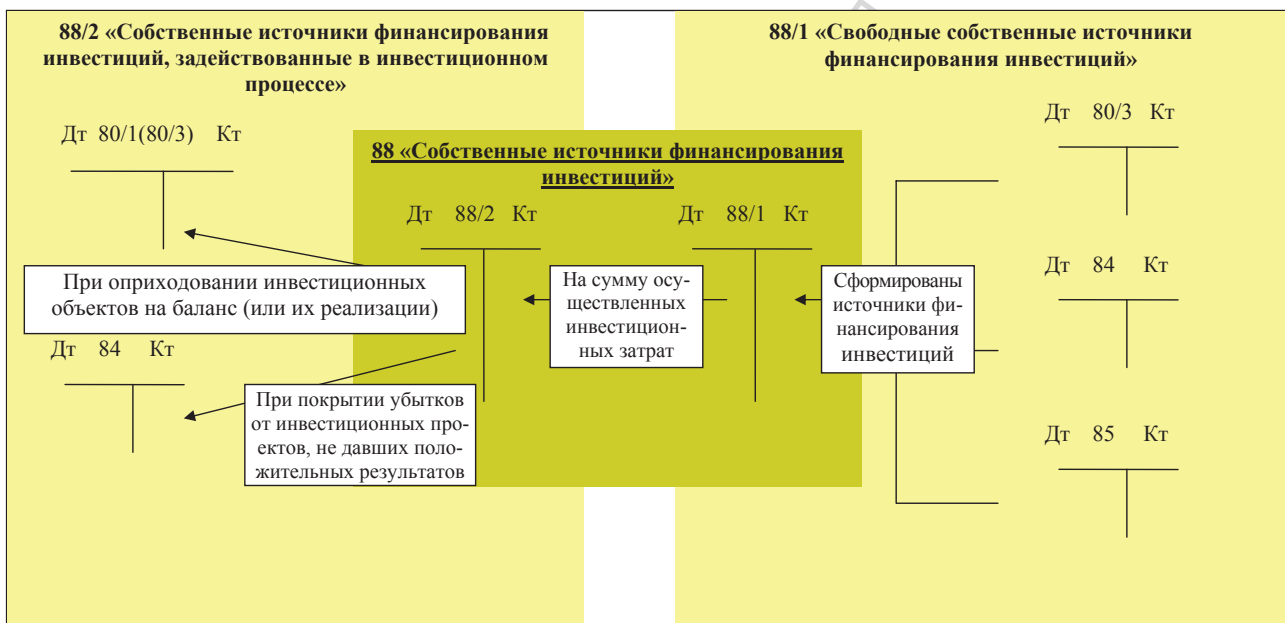 88/2 «Собственные источники финансирования
инвестиций, задействованные в инвестиционном
процессе»
88/1 «Свободные собственные источники
финансирования инвестиций»
Дт 80/1(80/3) Кт
Дт 80/3 Кт
88 «Собственные источники финансирования
инвестиций»
Дт 88/2 Кт
Дт 88/1 Кт
При оприходовании инвестиционных
объектов на баланс (или их реализации)
На сумму осу-
ществленных
инвестицион-
ных затрат
Сформированы
источники фи-
нансирования
инвестиций
Дт 84 Кт
Дт 84 Кт
При покрытии убытков
от инвестиционных про-
ектов, не давших поло-
жительных результатов
Дт 85 Кт